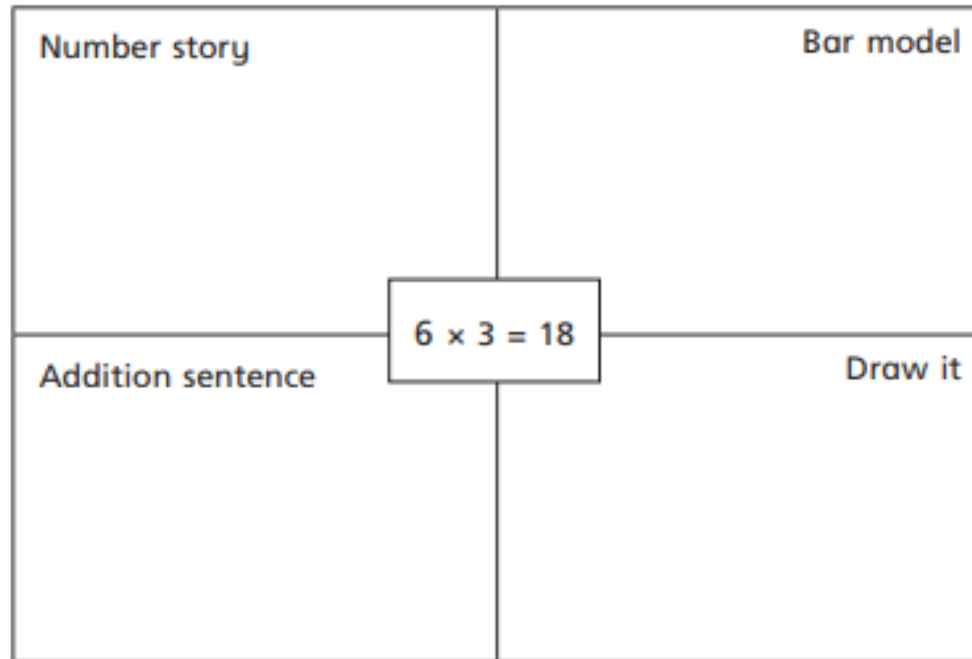 Number story
Bar model
6 × 3 = 18
Addition sentence
Draw it